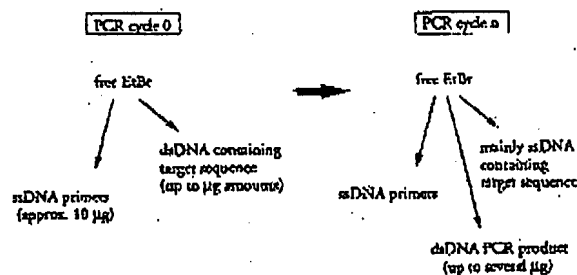 PCR cycle 0
free EtBr
dsDNA containing
target sequence
(up to µg amounts)
ssDNA primers
(approx. 10 µg)
PCR cycle n
free EtBr
mainly ssDNA
containing
target sequence
ssDNA primers
dsDNA PCR product
(up to several µg)